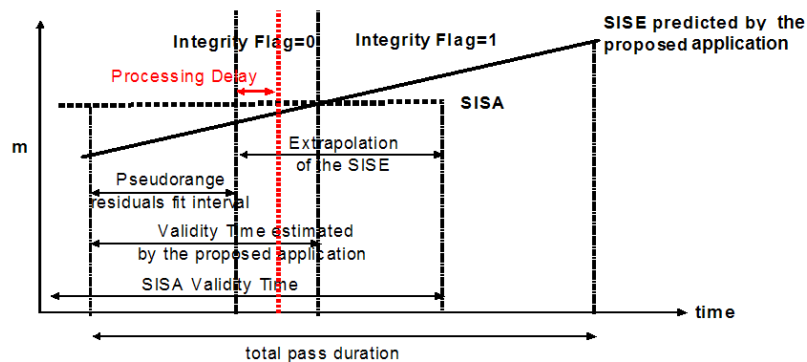 SISE predicted by the
proposed application
Integrity Flag=0
Integrity Flag=1
Processing Delay
SISA
m
Extrapolation
of the SISE
Pseudorange
residuals fit interval
Validity Time estimated
by the proposed application
SISA Validity Time
time
total pass duration